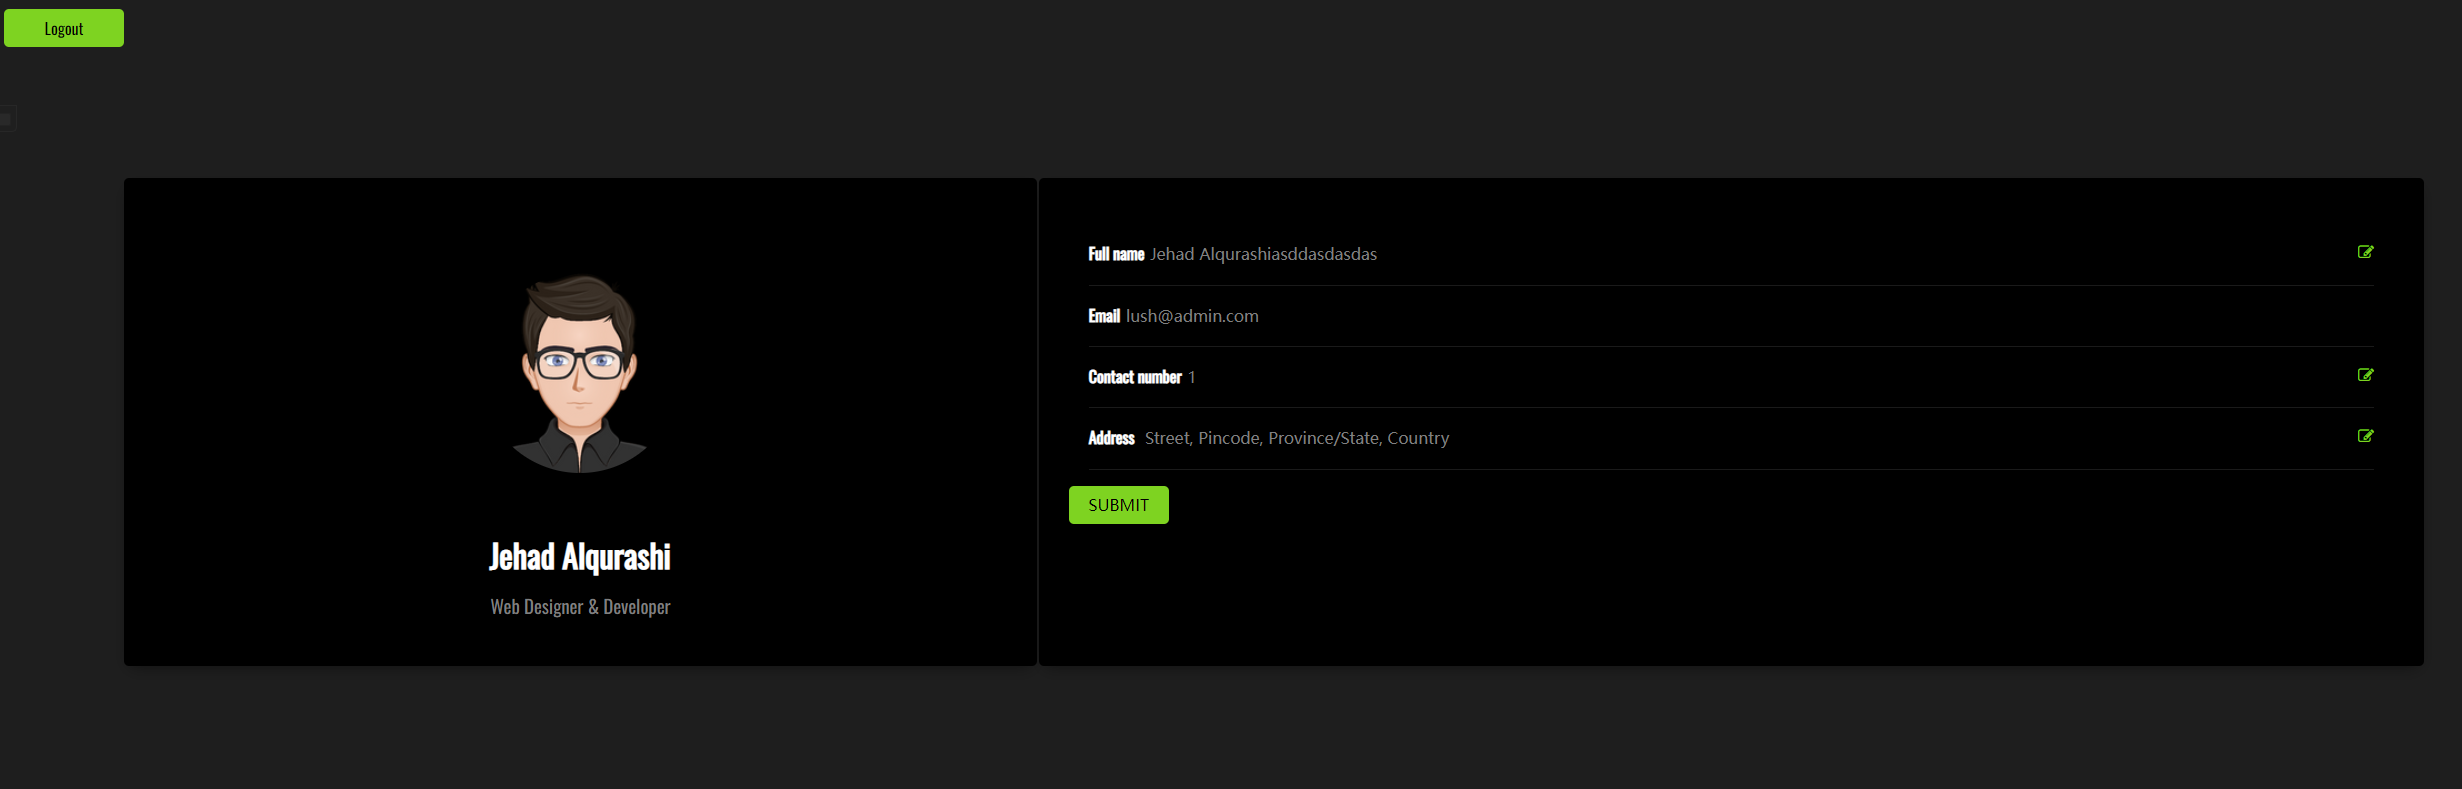 Logout
Full name Jehad Alqurashiasddasdasdas
Email lush@admin.com
Contact number 1
Address Street, Pincode, Province/State, Country
SUBMIT
Jehad Alqurashi
Web Designer & Developer